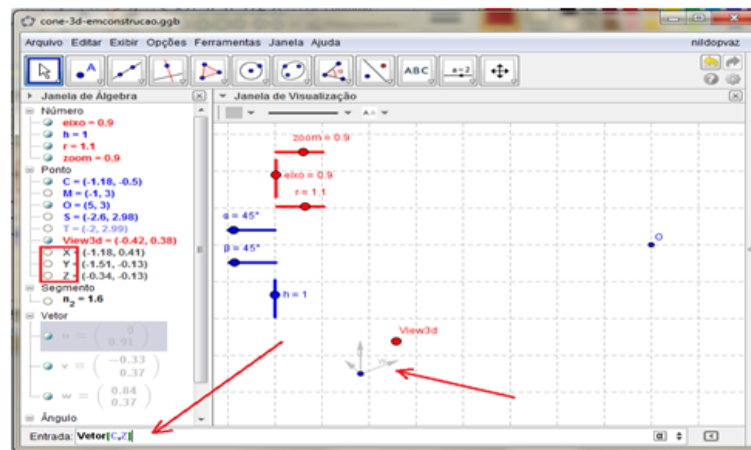 cone-3d-emconstrucao.ggb
Arquivo Editar Exibir Opções Ferramentas Janela Ajuda
nildopvaz
A
ABC
a=2
Janela de Álgebra
Janela de Visualização
Número
eixo = 0.9
h = 1
r = 1.1
zoom = 0.9
Ponto
C = (-1.18, -0.5)
M = (-1, 3)
O = (5, 3)
S = (-2.6, 2.98)
T = (-2, 2.99)
View3d = (-0.42, 0.38)
X = (-1.18, 0.41)
Y = (-1.51, -0.13)
Z = (-0.34, -0.13)
Segmento
n₂ = 1.6
Vetor
u = (0 0.91)
v = (-0.33 0.37)
w = (0.84 0.37)
Ângulo
zoom = 0.9
eixo = 0.9
r = 1.1
α = 45°
β = 45°
h = 1
O
View3d
Entrada: Vetor[C,Z]
α